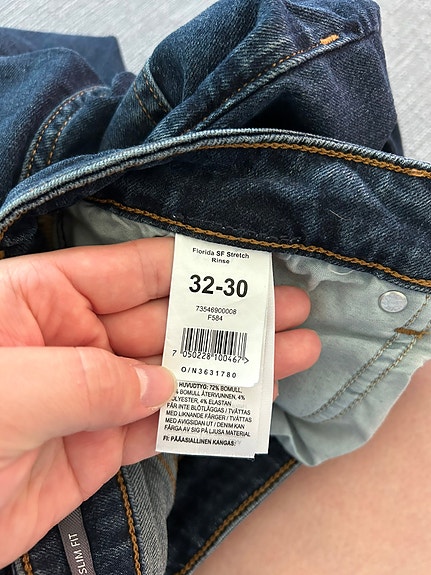 Florida SF Stretch
Rinse
32-30
73546900008
F584
7 050228 100467>
O/N3631780
HUVUDTYG: 72% BOMULL,
% BOMULL ÅTERVUNNEN, 4%
POLYESTER, 4% ELASTAN
FÅR INTE BLÖTLÄGGAS / TVÄTTAS
MED LIKNANDE FÄRGER / TVÄTTAS
MED AVIGSIDAN UT / DENIM KAN
FÄRGA AV SIG PÅ LJUSA MATERIAL
FI: PÄÄASIALLINEN KANGAS:
SLIM FIT